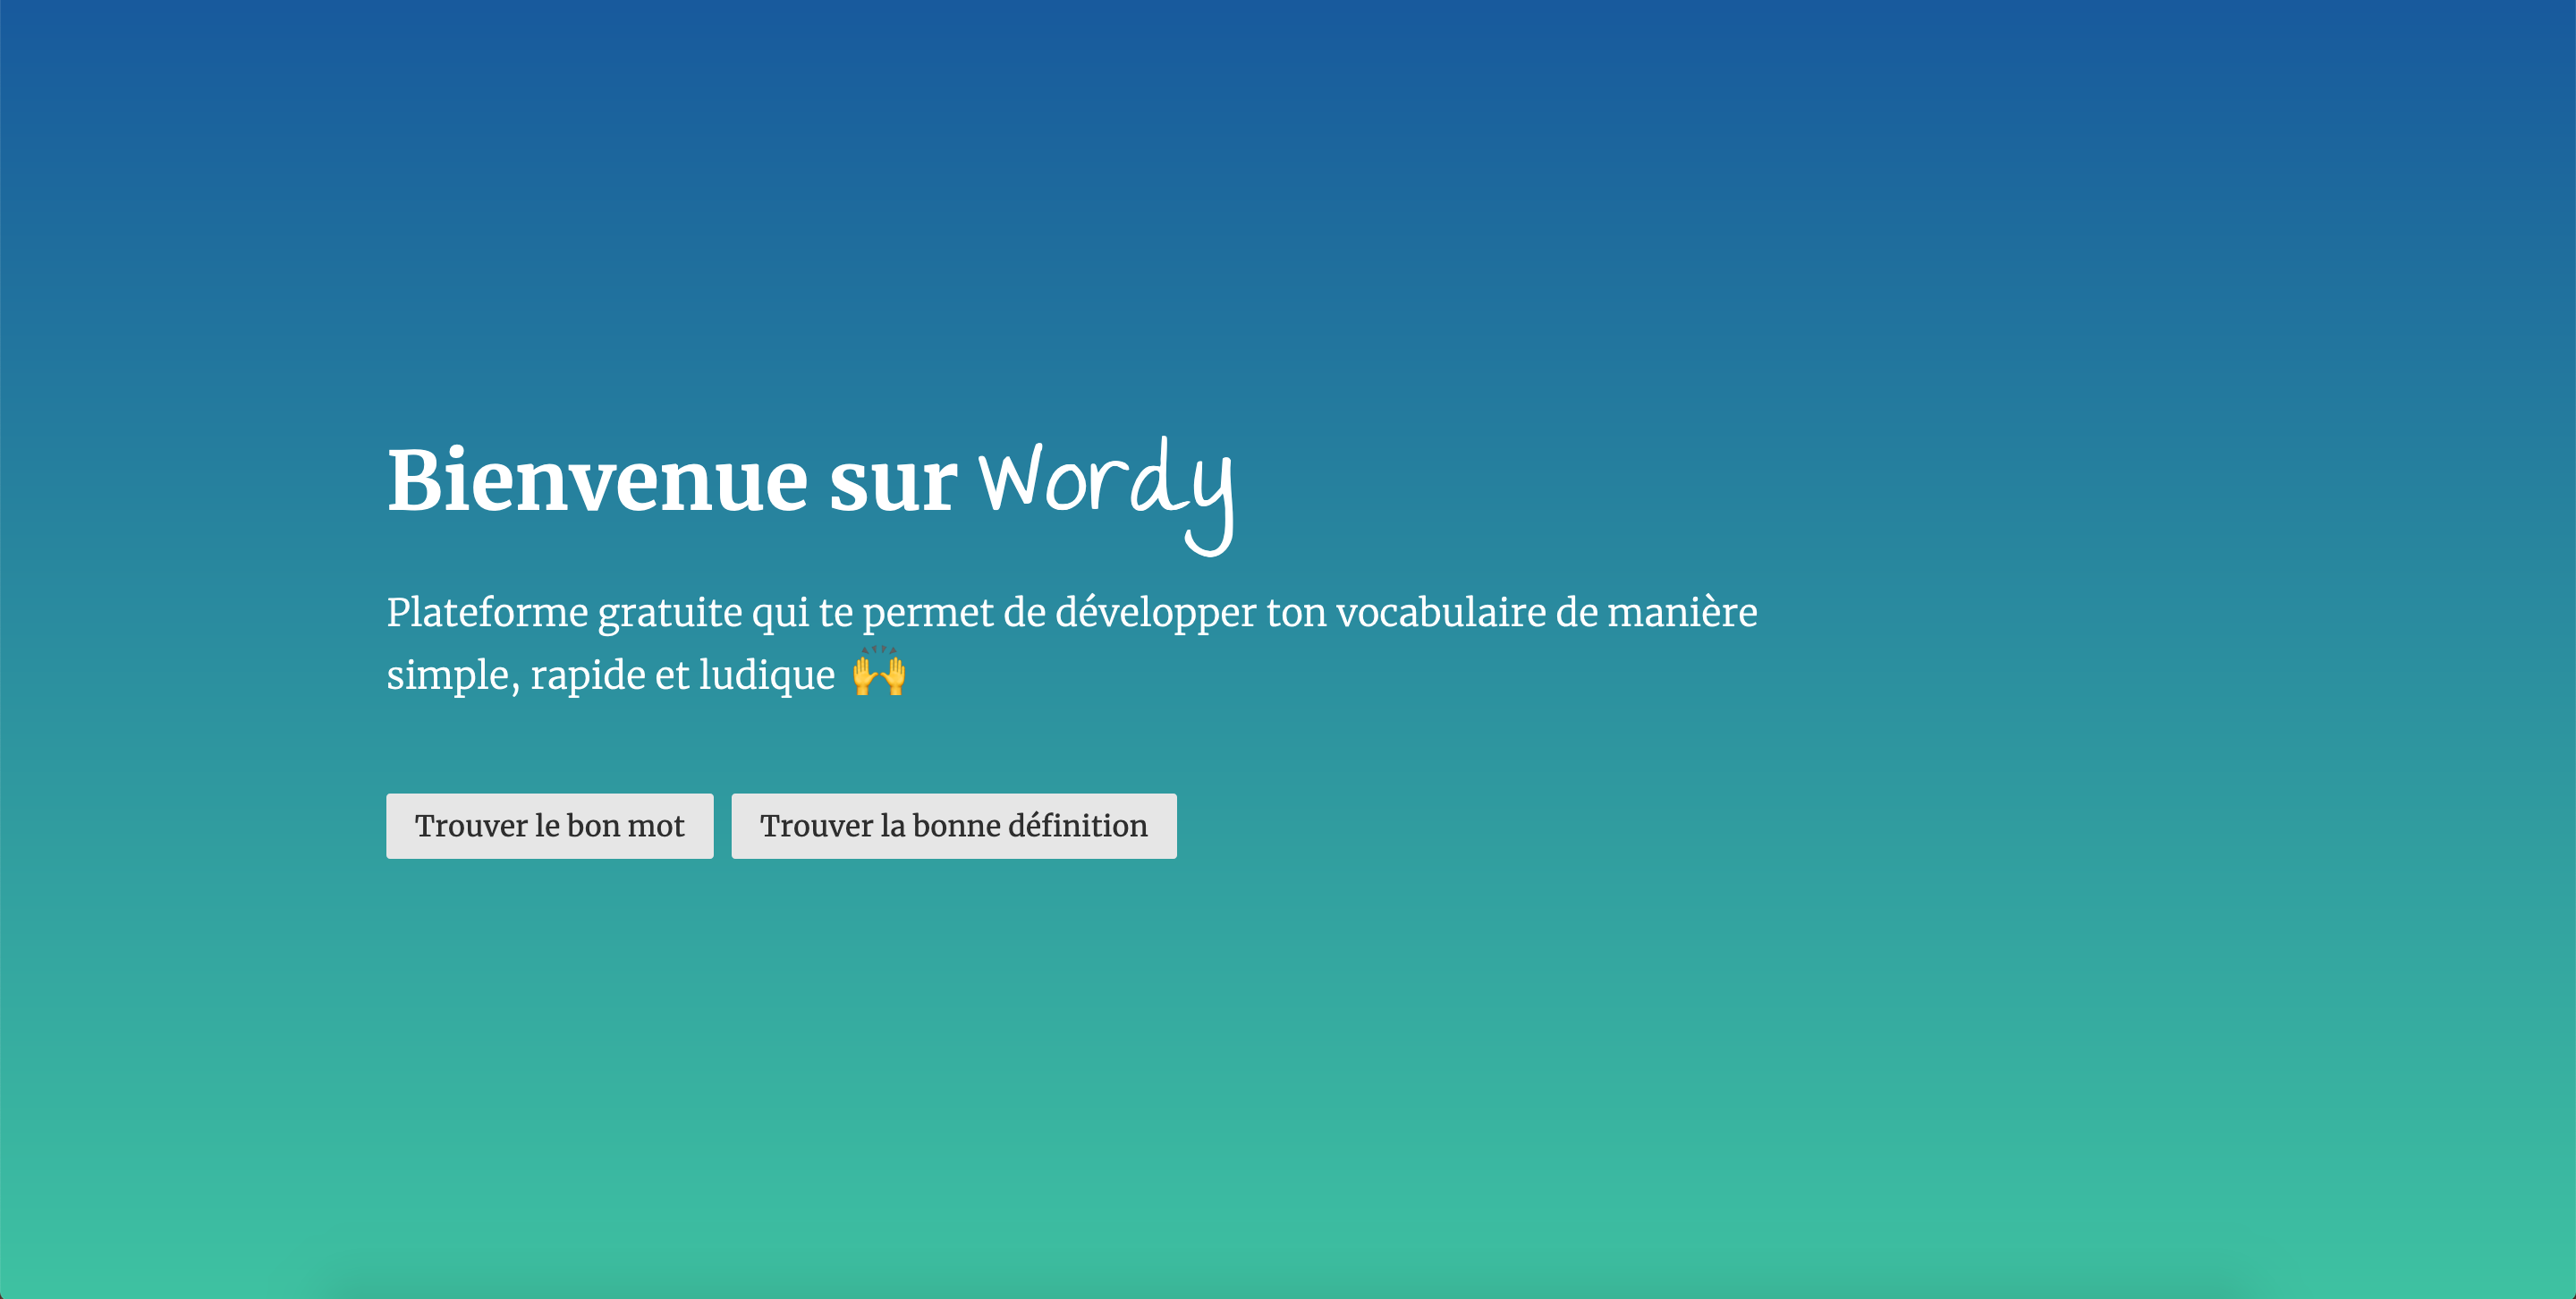 Bienvenue sur Wordy
Plateforme gratuite qui te permet de développer ton vocabulaire de manière
simple, rapide et ludique 🙌
Trouver le bon mot
Trouver la bonne définition